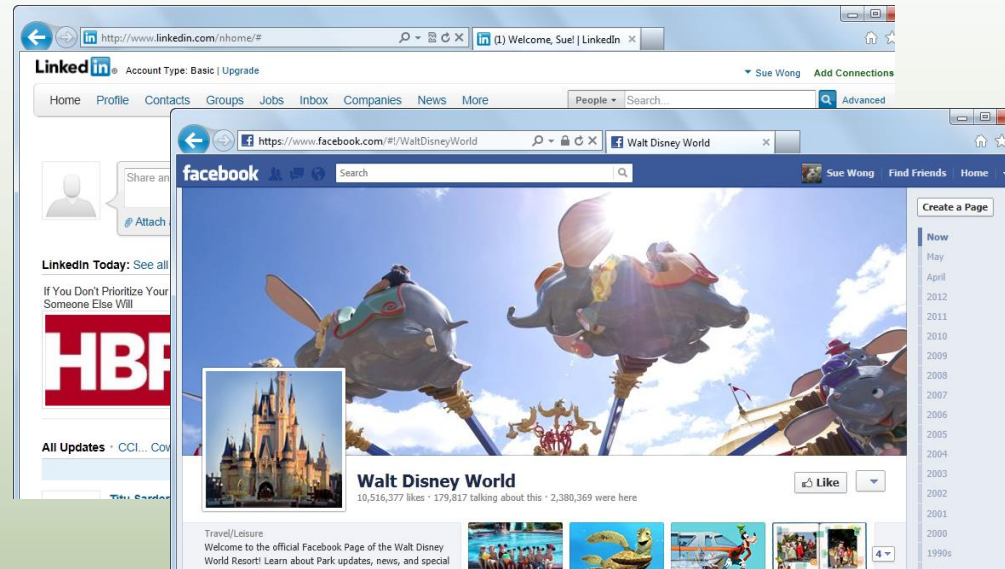 http://www.linkedin.com/nhome/#
(1) Welcome, Sue! | LinkedIn
Linked in® Account Type: Basic | Upgrade
Sue Wong Add Connections
Home Profile Contacts Groups Jobs Inbox Companies News More
People Search... Advanced
Share an
Attach
LinkedIn Today: See all
If You Don't Prioritize Your
Someone Else Will
HBR
All Updates · CCI... Cow
https://www.facebook.com/#!/WaltDisneyWorld
Walt Disney World
facebook Search Sue Wong Find Friends Home
Create a Page
Now
May
April
2012
2011
2010
2009
2008
2007
2006
2005
2004
2003
2002
2001
2000
1990s
Walt Disney World
10,516,377 likes · 179,817 talking about this · 2,380,369 were here
Like
Travel/Leisure
Welcome to the official Facebook Page of the Walt Disney
World Resort! Learn about Park updates, news, and special
4